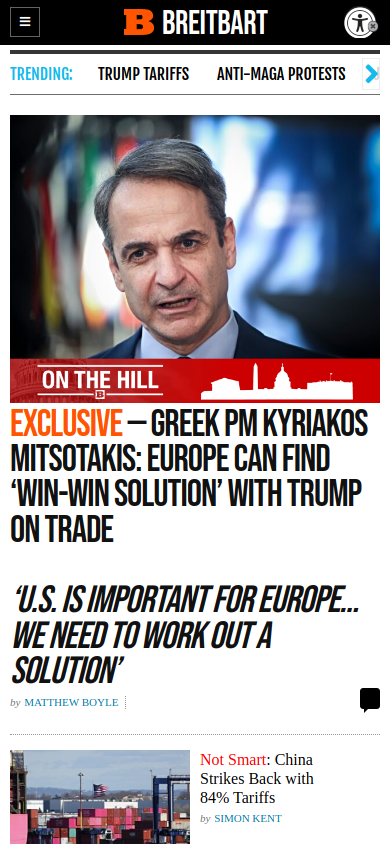 B BREITBART
TRENDING:
TRUMP TARIFFS
ANTI-MAGA PROTESTS
ON THE HILL
B
EXCLUSIVE – GREEK PM KYRIAKOS
MITSOTAKIS: EUROPE CAN FIND
‘WIN-WIN SOLUTION’ WITH TRUMP
ON TRADE
‘U.S. IS IMPORTANT FOR EUROPE…
WE NEED TO WORK OUT A
SOLUTION’
by MATTHEW BOYLE
Not Smart: China
Strikes Back with
84% Tariffs
by SIMON KENT